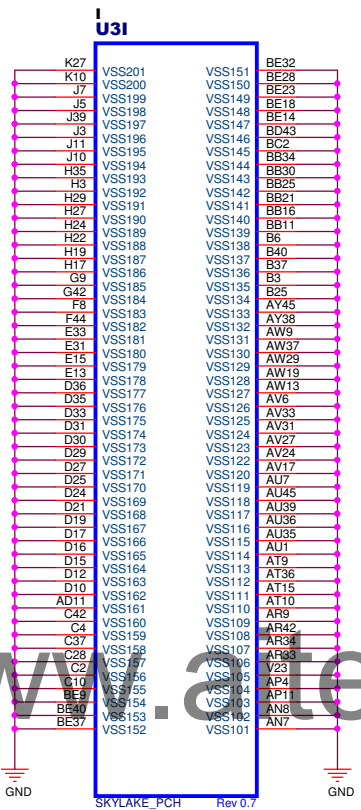 I
U3I
K27 VSS201 VSS151 BE32
K10 VSS200 VSS150 BE28
J7 VSS199 VSS149 BE23
J5 VSS198 VSS148 BE18
J39 VSS197 VSS147 BE14
J3 VSS196 VSS146 BD43
J11 VSS195 VSS145 BC2
J10 VSS194 VSS144 BB34
H35 VSS193 VSS143 BB30
H3 VSS192 VSS142 BB25
H29 VSS191 VSS141 BB21
H27 VSS190 VSS140 BB16
H24 VSS189 VSS139 BB11
H22 VSS188 VSS138 B6
H19 VSS187 VSS137 B40
H17 VSS186 VSS136 B37
G9 VSS185 VSS135 B3
G42 VSS184 VSS134 B25
F8 VSS183 VSS133 AY45
F44 VSS182 VSS132 AY38
E33 VSS181 VSS131 AW9
E31 VSS180 VSS130 AW37
E15 VSS179 VSS129 AW29
E13 VSS178 VSS128 AW19
D36 VSS177 VSS127 AW13
D35 VSS176 VSS126 AV6
D33 VSS175 VSS125 AV33
D31 VSS174 VSS124 AV31
D30 VSS173 VSS123 AV27
D29 VSS172 VSS122 AV24
D27 VSS171 VSS120 AV17
D25 VSS170 VSS119 AU7
D24 VSS169 VSS118 AU45
D21 VSS168 VSS117 AU39
D19 VSS167 VSS116 AU36
D17 VSS166 VSS115 AU35
D16 VSS165 VSS114 AU1
D15 VSS164 VSS113 AT9
D12 VSS163 VSS112 AT36
D10 VSS162 VSS111 AT15
AD11 VSS161 VSS110 AT10
C42 VSS160 VSS109 AR9
C4 VSS159 VSS108 AR42
C37 VSS158 VSS107 AR34
C28 VSS157 VSS106 AR33
C2 VSS156 VSS105 V23
C10 VSS155 VSS104 AP4
BE9 VSS154 VSS103 AP11
BE40 VSS153 VSS102 AN8
BE37 VSS152 VSS101 AN7
w.aite
GND GND
SKYLAKE_PCH Rev 0.7